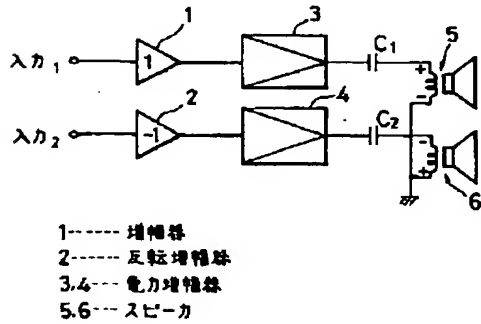 1
3
入力1
1
C1
5
+
-
2
4
入力2
-1
C2
-
+
6
1------ 増幅器
2------ 反転増幅器
3,4--- 電力増幅器
5,6--- スピーカ